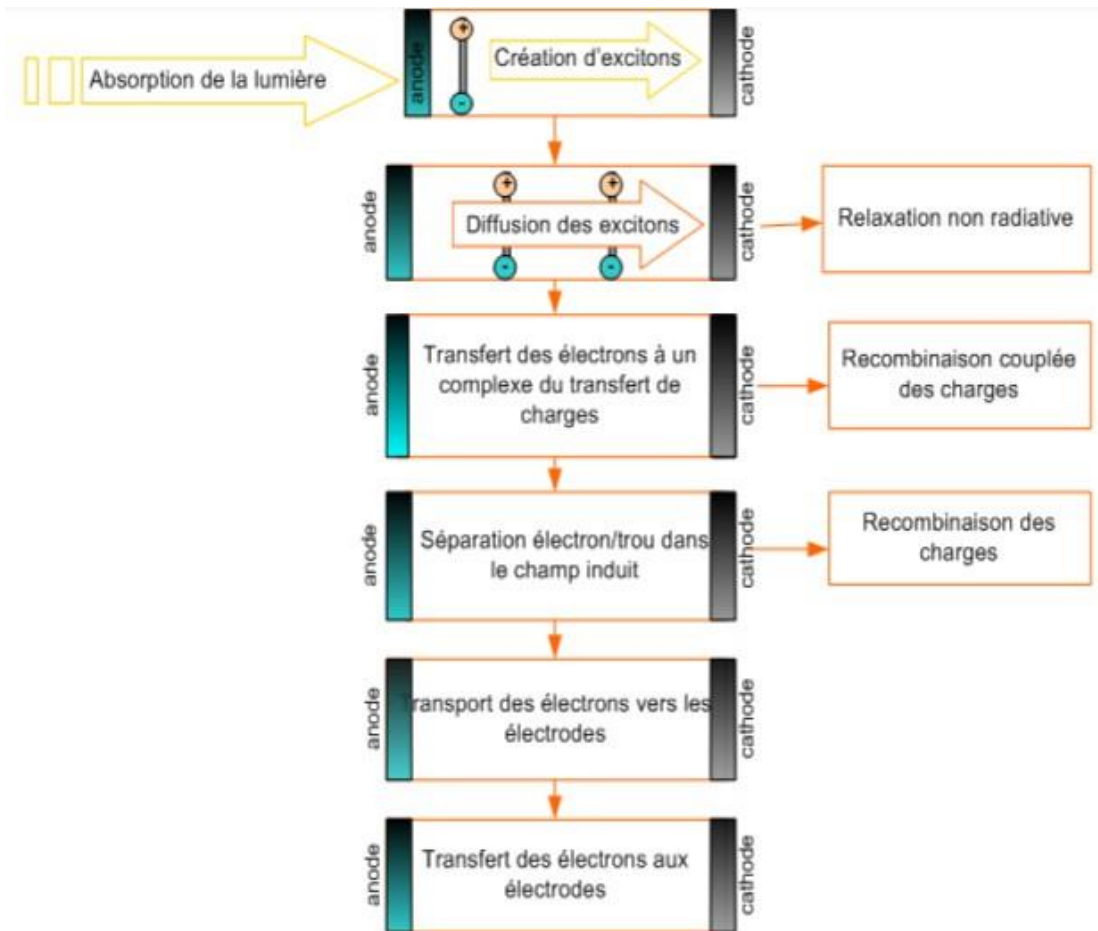 Absorption de la lumière
anode
+
-
Création d'excitons
cathode
anode
+
+
Diffusion des excitons
-
-
cathode
Relaxation non radiative
anode
Transfert des électrons à un
complexe du transfert de
charges
cathode
Recombinaison couplée
des charges
anode
Séparation électron/trou dans
le champ induit
cathode
Recombinaison des
charges
anode
Transport des électrons vers les
électrodes
cathode
anode
Transfert des électrons aux
électrodes
cathode